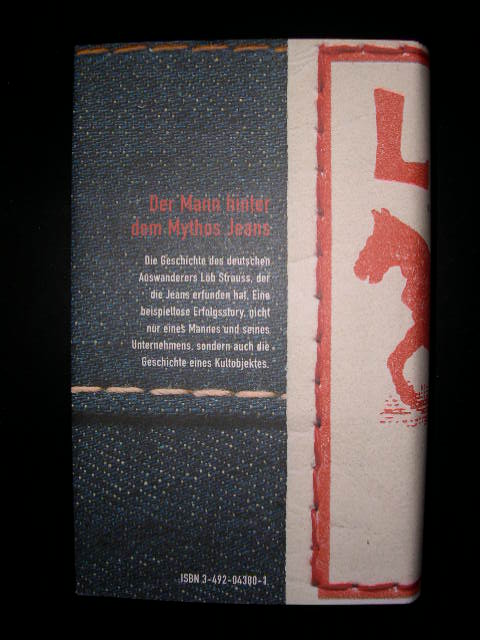 Der Mann hinter
dem Mythos Jeans
Die Geschichte des deutschen
Auswanderers Löb Strauss, der
die Jeans erfunden hat. Eine
beispiellose Erfolgsstory, nicht
nur eines Mannes und seines
Unternehmens, sondern auch die
Geschichte eines Kultobjektes.
ISBN 3-492-04380-1
L